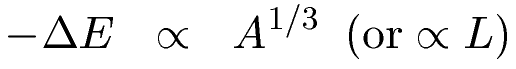 −ΔE ∝ A^{1/3} (or ∝ L)